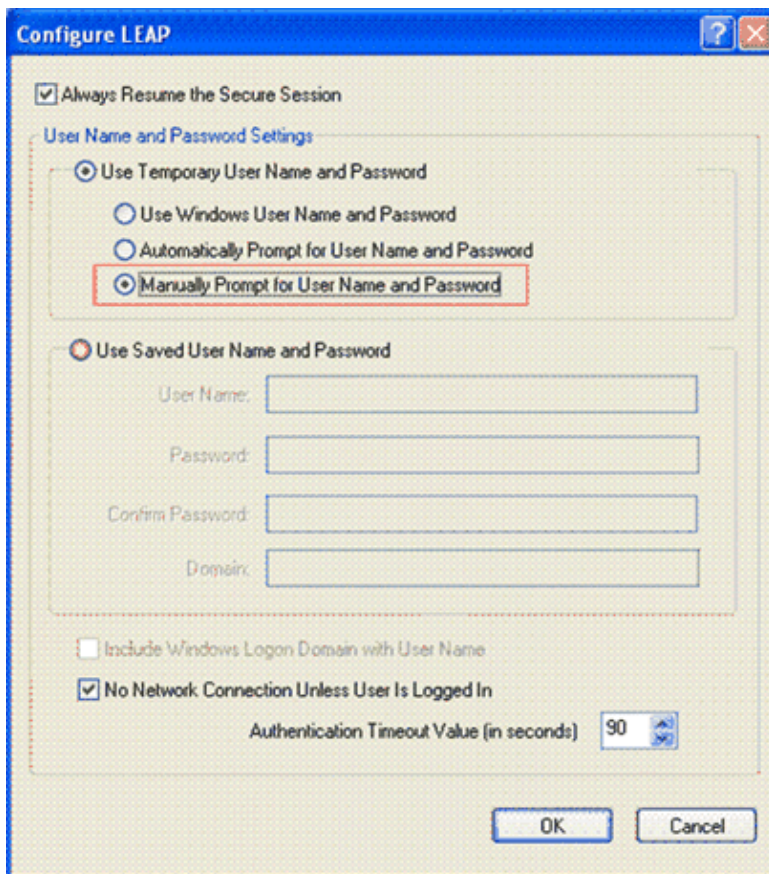 Configure LEAP
Always Resume the Secure Session
User Name and Password Settings
Use Temporary User Name and Password
Use Windows User Name and Password
Automatically Prompt for User Name and Password
Manually Prompt for User Name and Password
Use Saved User Name and Password
User Name:
Password:
Confirm Password:
Domain:
Include Windows Logon Domain with User Name
No Network Connection Unless User Is Logged In
Authentication Timeout Value (in seconds) 90
OK Cancel